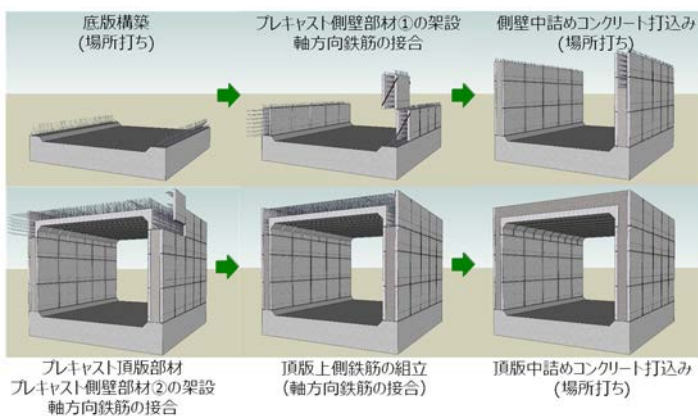 底版構築
(場所打ち)
プレキャスト側壁部材①の架設
軸方向鉄筋の接合
側壁中詰めコンクリート打込み
(場所打ち)
プレキャスト頂版部材
プレキャスト側壁部材②の架設
軸方向鉄筋の接合
頂版上側鉄筋の組立
(軸方向鉄筋の接合)
頂版中詰めコンクリート打込み
(場所打ち)